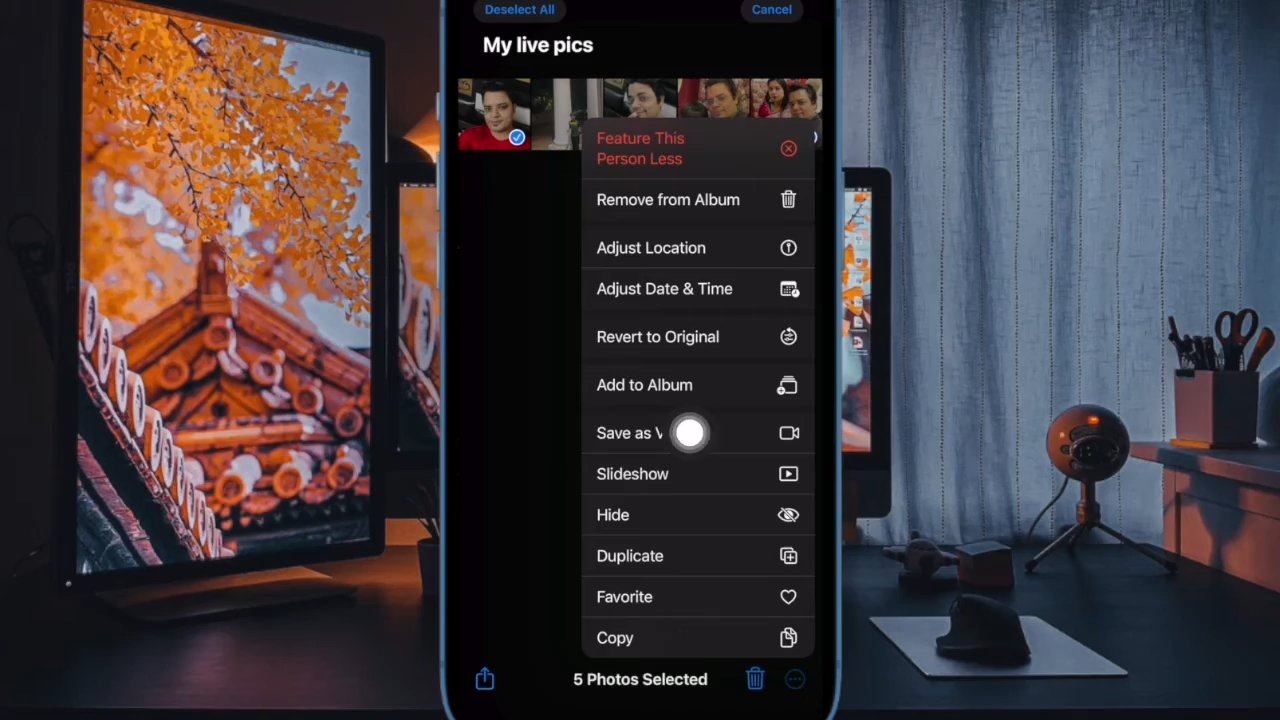 Deselect All
Cancel
My live pics
Feature This
Person Less
Remove from Album
Adjust Location
Adjust Date & Time
Revert to Original
Add to Album
Save as
Slideshow
Hide
Duplicate
Favorite
Copy
5 Photos Selected